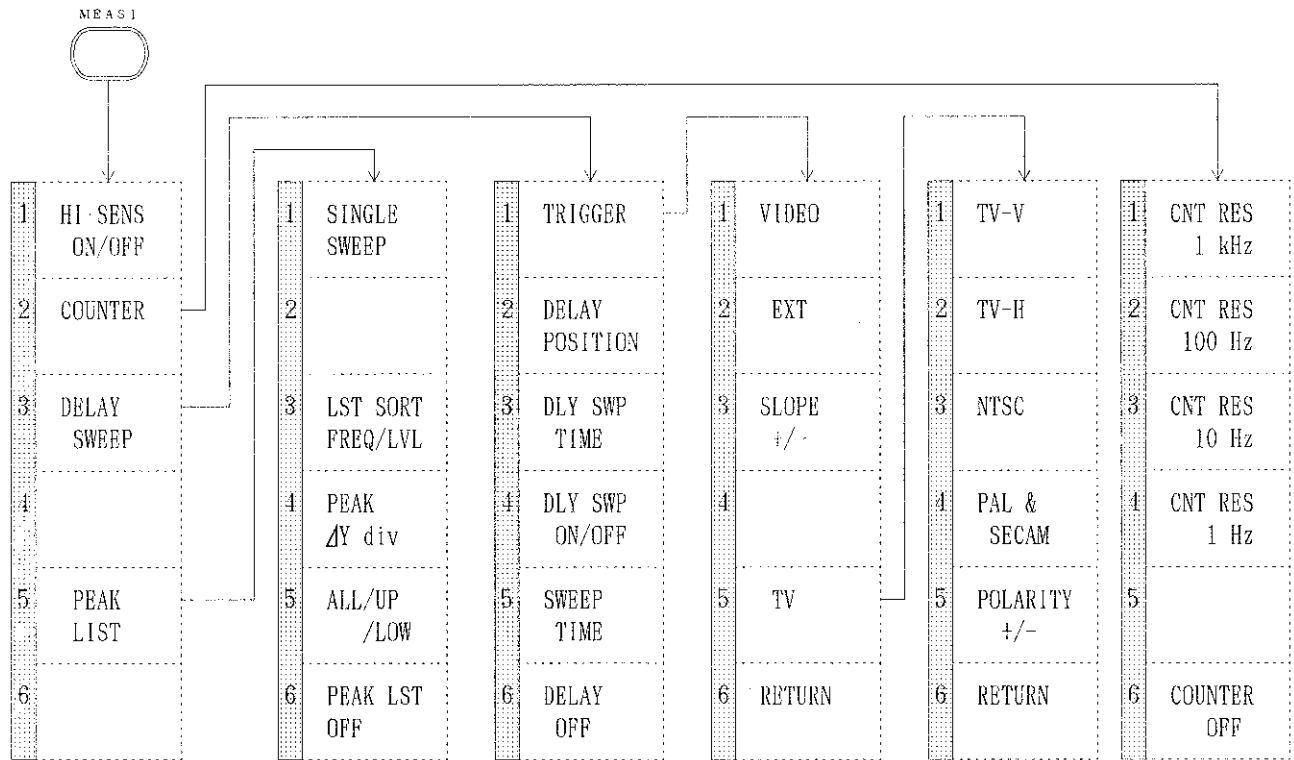 MEAS1
1 HI SENS
ON/OFF
2 COUNTER
3 DELAY
SWEEP
4
5 PEAK
LIST
6
1 SINGLE
SWEEP
2
3 LST SORT
FREQ/LVL
4 PEAK
⊿Y div
5 ALL/UP
/LOW
6 PEAK LST
OFF
1 TRIGGER
2 DELAY
POSITION
3 DLY SWP
TIME
4 DLY SWP
ON/OFF
5 SWEEP
TIME
6 DELAY
OFF
1 VIDEO
2 EXT
3 SLOPE
+/-
4
5 TV
6 RETURN
1 TV-V
2 TV-H
3 NTSC
4 PAL &
SECAM
5 POLARITY
+/-
6 RETURN
1 CNT RES
1 kHz
2 CNT RES
100 Hz
3 CNT RES
10 Hz
4 CNT RES
1 Hz
5
6 COUNTER
OFF